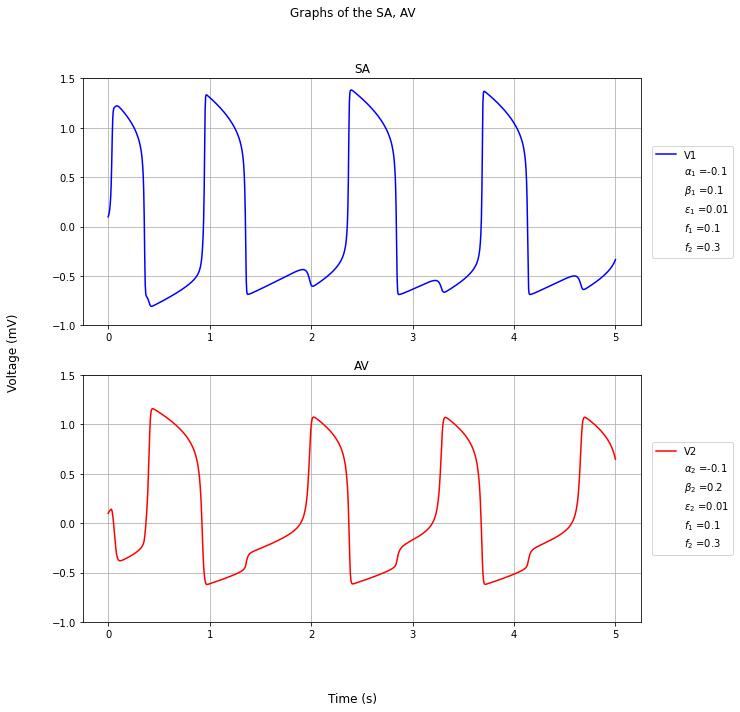 Graphs of the SA, AV
SA
1.5
1.0
0.5
0.0
−0.5
−1.0
0 1 2 3 4 5
V1
α₁ =-0.1
β₁ =0.1
ε₁ =0.01
f₁ =0.1
f₂ =0.3
Voltage (mV)
AV
1.5
1.0
0.5
0.0
−0.5
−1.0
0 1 2 3 4 5
V2
α₂ =-0.1
β₂ =0.2
ε₂ =0.01
f₁ =0.1
f₂ =0.3
Time (s)